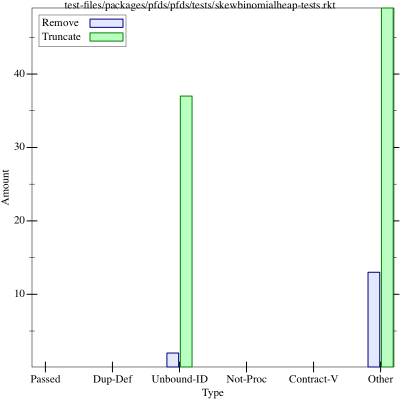 test-files/packages/pfds/pfds/tests/skewbinomialheap-tests.rkt
Remove
Truncate
40
30
20
10
Amount
Passed Dup-Def Unbound-ID Not-Proc Contract-V Other
Type